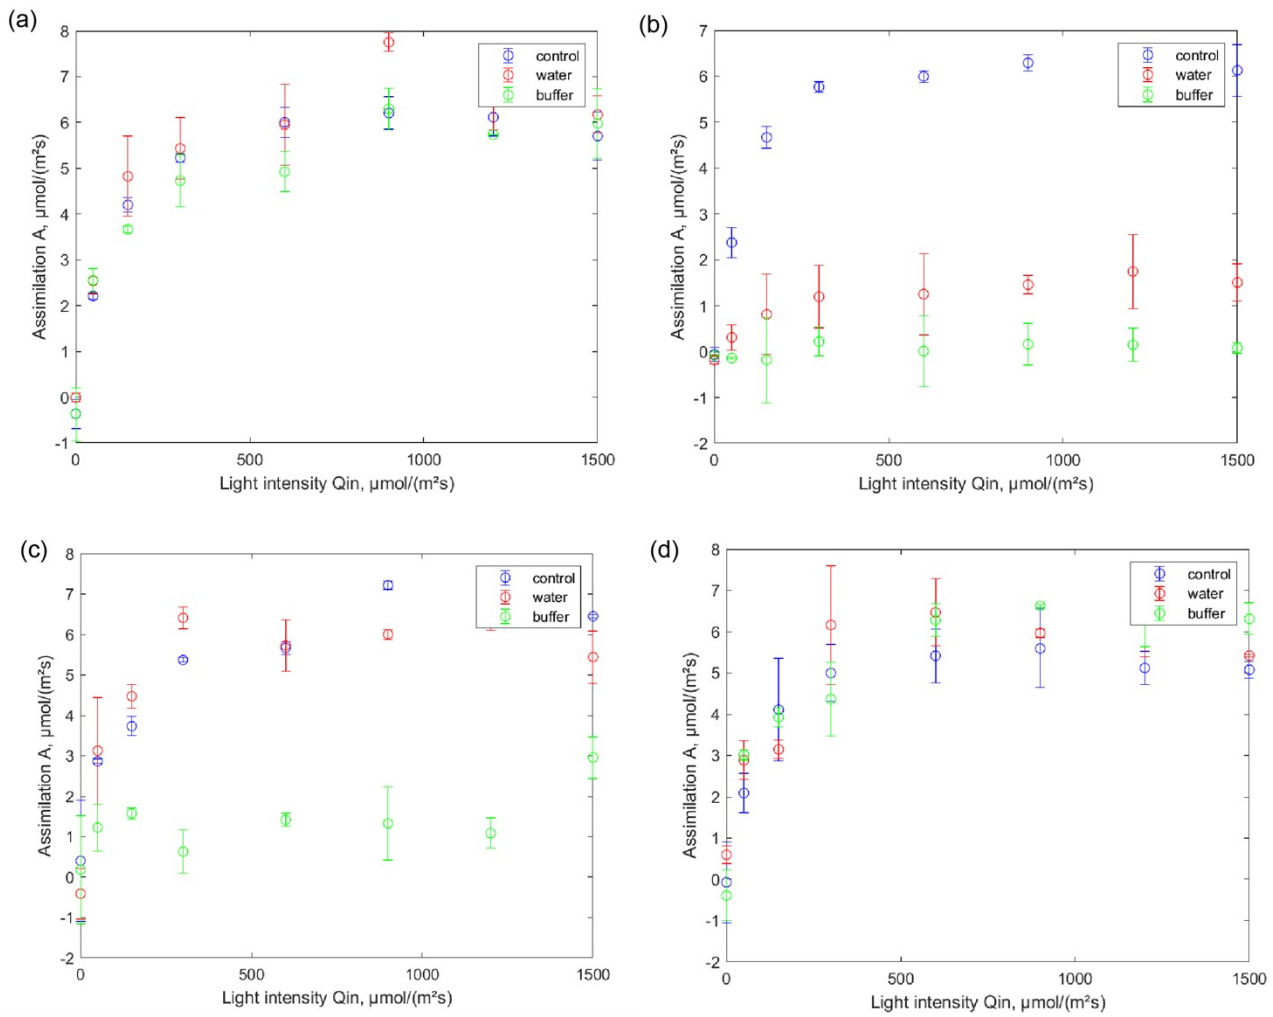 (a)
8
7
6
5
4
3
2
1
0
-1
0
500
1000
1500
Assimilation A, µmol/(m²s)
Light intensity Qin, µmol/(m²s)
control
water
buffer
(b)
7
6
5
4
3
2
1
0
-1
-2
0
500
1000
1500
Assimilation A, µmol/(m²s)
Light intensity Qin, µmol/(m²s)
control
water
buffer
(c)
8
7
6
5
4
3
2
1
0
-1
-2
0
500
1000
1500
Assimilation A, µmol/(m²s)
Light intensity Qin, µmol/(m²s)
control
water
buffer
(d)
8
7
6
5
4
3
2
1
0
-1
-2
0
500
1000
1500
Assimilation A, µmol/(m²s)
Light intensity Qin, µmol/(m²s)
control
water
buffer